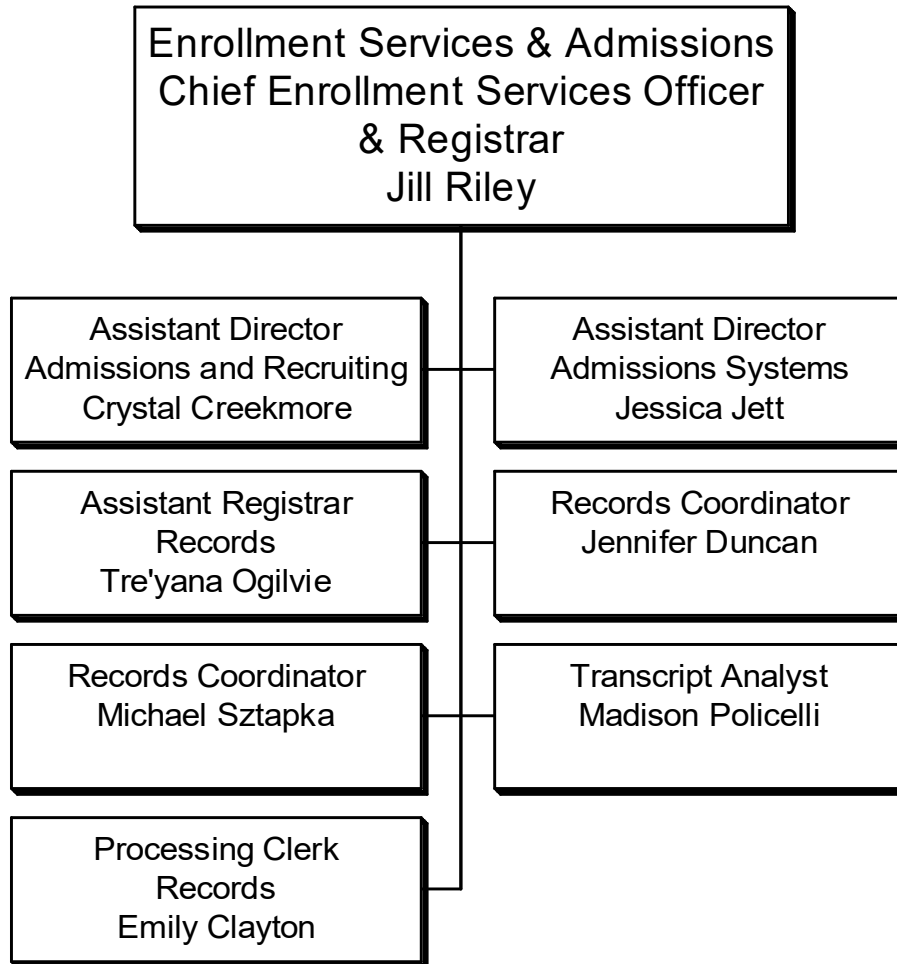 Enrollment Services & Admissions
Chief Enrollment Services Officer
& Registrar
Jill Riley
Assistant Director
Admissions and Recruiting
Crystal Creekmore
Assistant Director
Admissions Systems
Jessica Jett
Assistant Registrar
Records
Tre'yana Ogilvie
Records Coordinator
Jennifer Duncan
Records Coordinator
Michael Sztapka
Transcript Analyst
Madison Policelli
Processing Clerk
Records
Emily Clayton